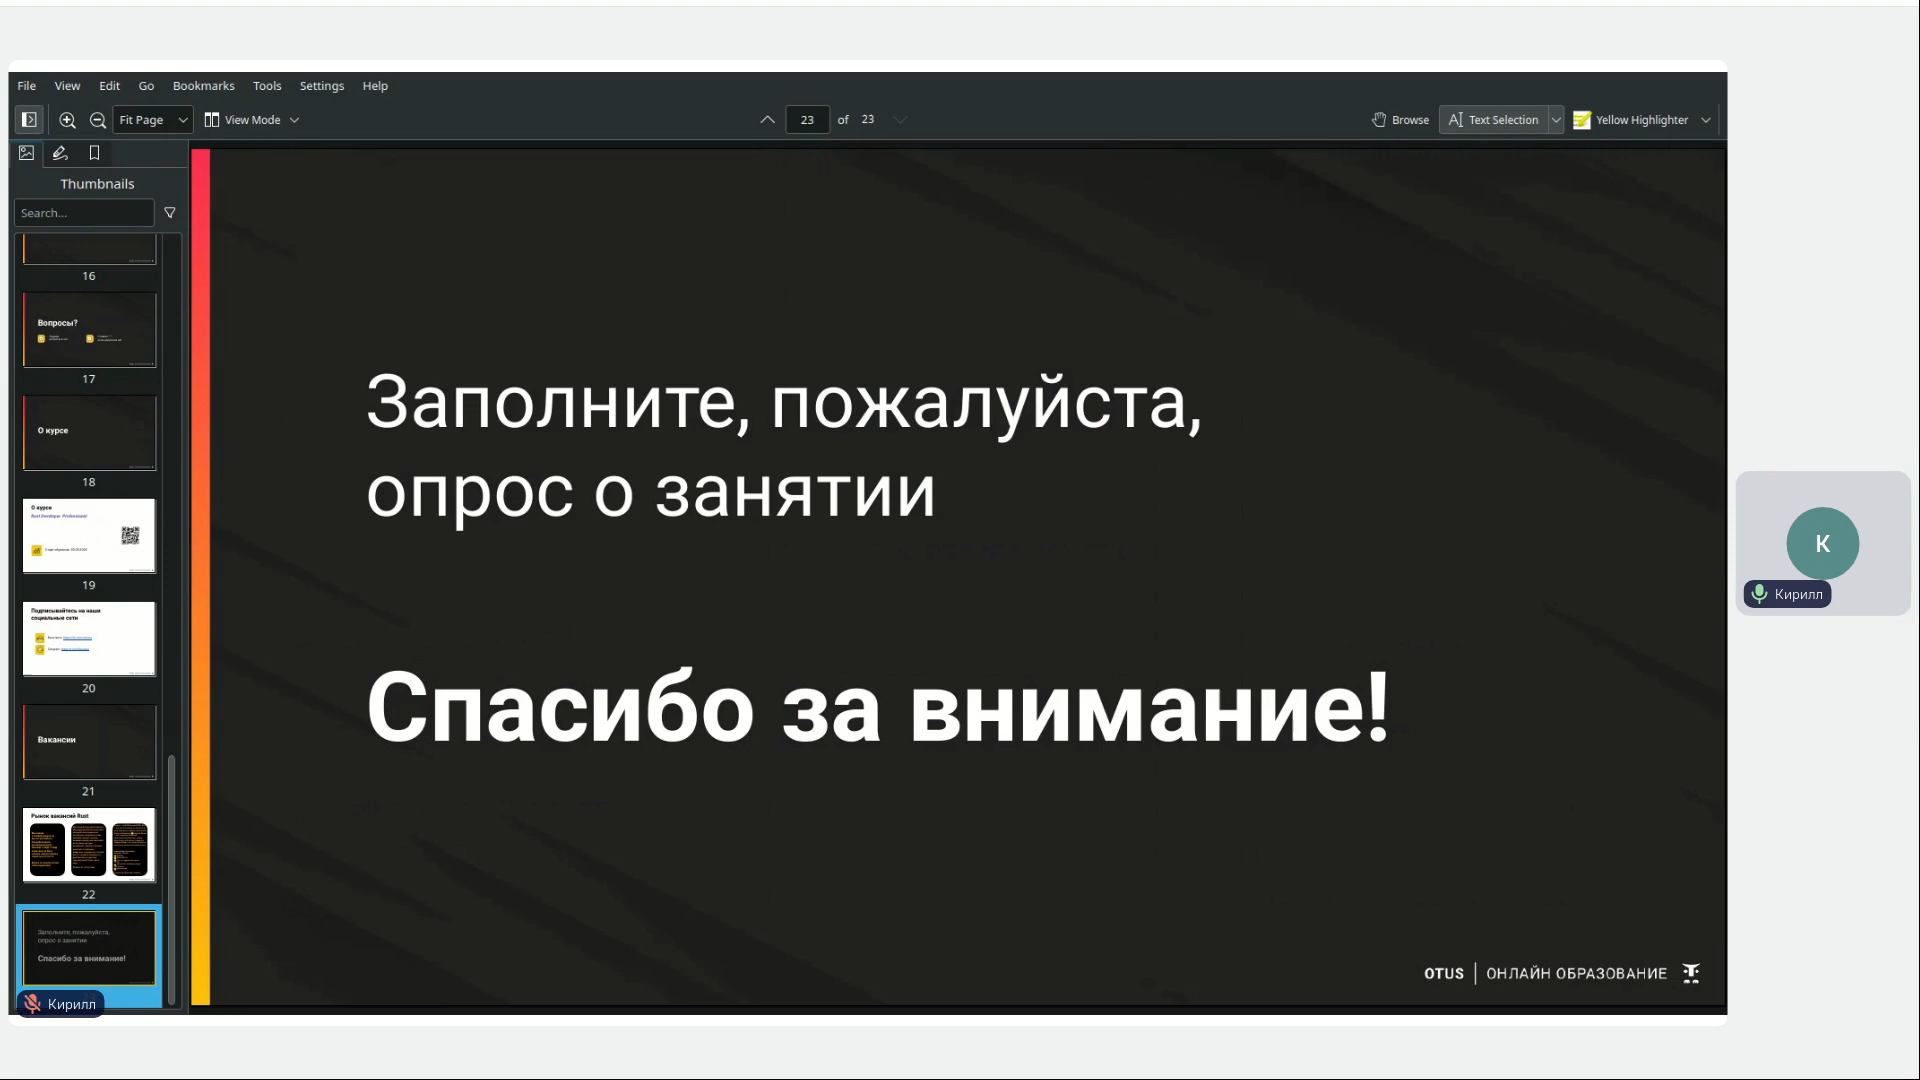 File View Edit Go Bookmarks Tools Settings Help
Fit Page View Mode 23 of 23 Browse Text Selection Yellow Highlighter
Thumbnails
Search...
16
Вопросы?
17
О курсе
18
О курсе
Rust Developer. Professional
19
Подписывайтесь на наши
социальные сети
20
Вакансии
21
Рынок вакансий Rust
22
Заполните, пожалуйста,
опрос о занятии
Спасибо за внимание!
Кирилл
Заполните, пожалуйста,
опрос о занятии
Спасибо за внимание!
OTUS | ОНЛАЙН ОБРАЗОВАНИЕ
К
Кирилл